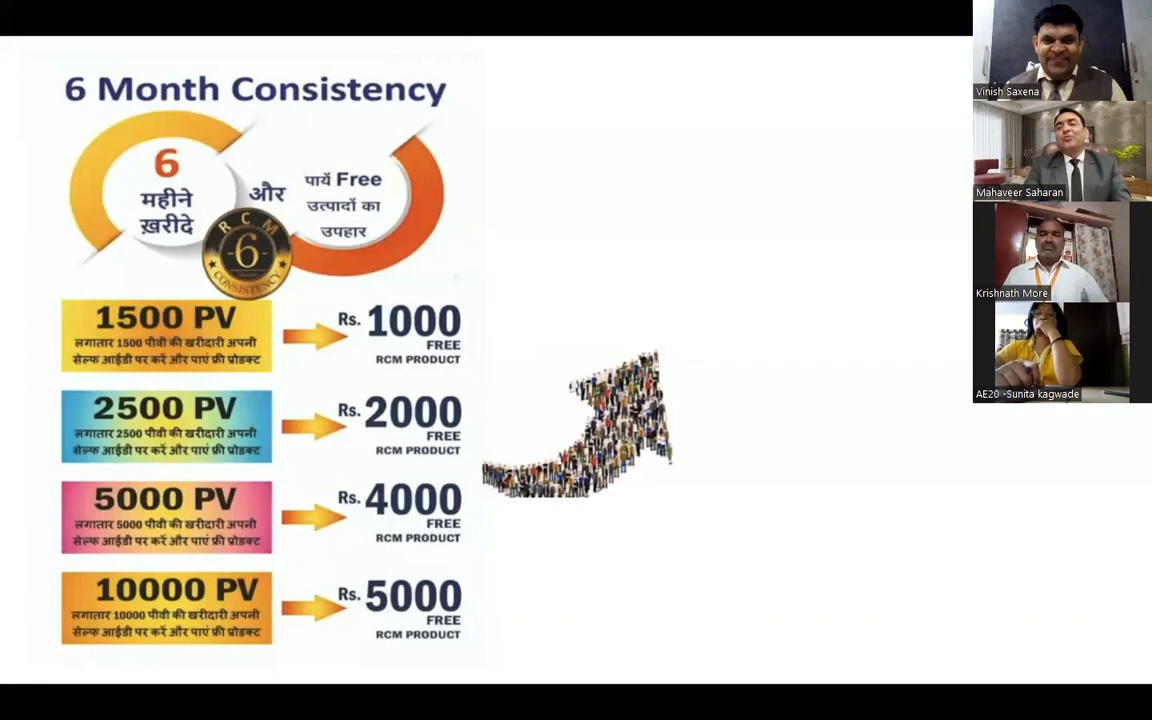 6 Month Consistency
6
महीने
ख़रीदे
और
पायें Free
उत्पादों का
उपहार
RCM
6
CONSISTENCY
1500 PV
लगातार 1500 पीवी की खरीदारी अपनी
सेल्फ आईडी पर करें और पाएं फ्री प्रोडक्ट
Rs. 1000
FREE
RCM PRODUCT
2500 PV
लगातार 2500 पीवी की खरीदारी अपनी
सेल्फ आईडी पर करें और पाएं फ्री प्रोडक्ट
Rs. 2000
FREE
RCM PRODUCT
5000 PV
लगातार 5000 पीवी की खरीदारी अपनी
सेल्फ आईडी पर करें और पाएं फ्री प्रोडक्ट
Rs. 4000
FREE
RCM PRODUCT
10000 PV
लगातार 10000 पीवी की खरीदारी अपनी
सेल्फ आईडी पर करें और पाएं फ्री प्रोडक्ट
Rs. 5000
FREE
RCM PRODUCT
Vinish Saxena
Mahaveer Saharan
Krishnath More
AE20 -Sunita kagwade